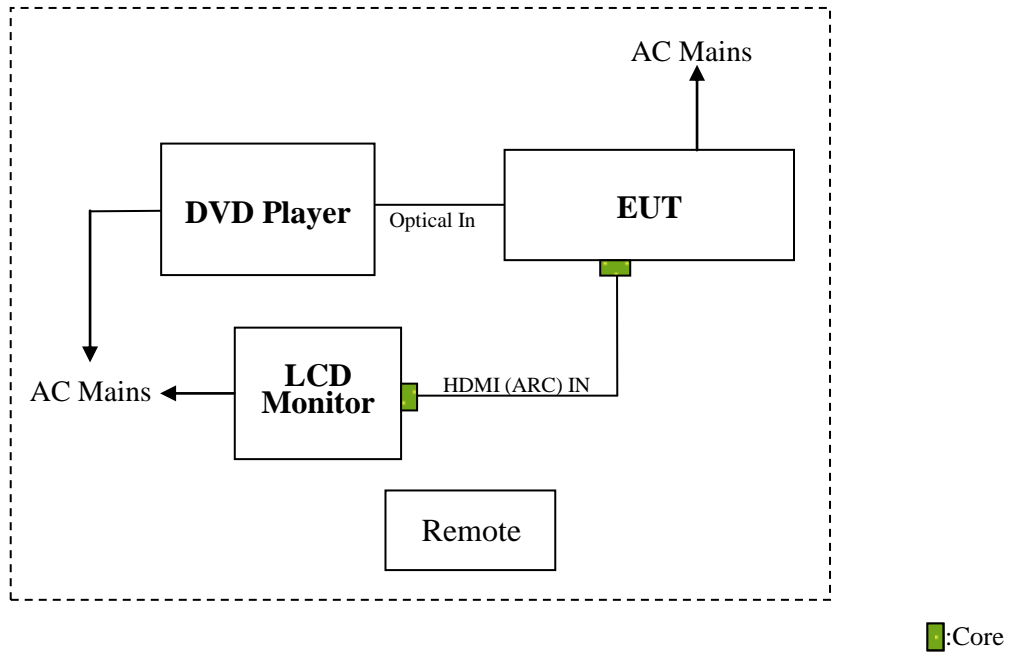 AC Mains
DVD Player
Optical In
EUT
AC Mains
LCD
Monitor
HDMI (ARC) IN
Remote
:Core